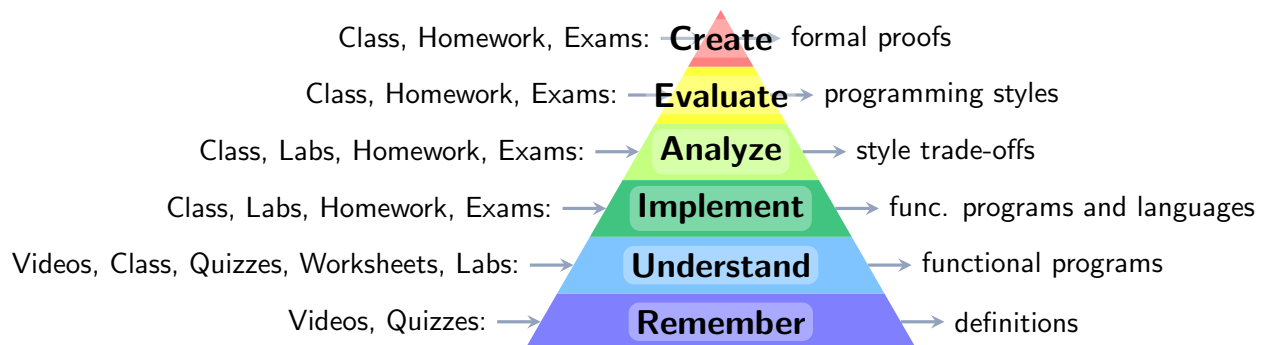 Class, Homework, Exams: Create formal proofs
Class, Homework, Exams: Evaluate programming styles
Class, Labs, Homework, Exams: Analyze style trade-offs
Class, Labs, Homework, Exams: Implement func. programs and languages
Videos, Class, Quizzes, Worksheets, Labs: Understand functional programs
Videos, Quizzes: Remember definitions